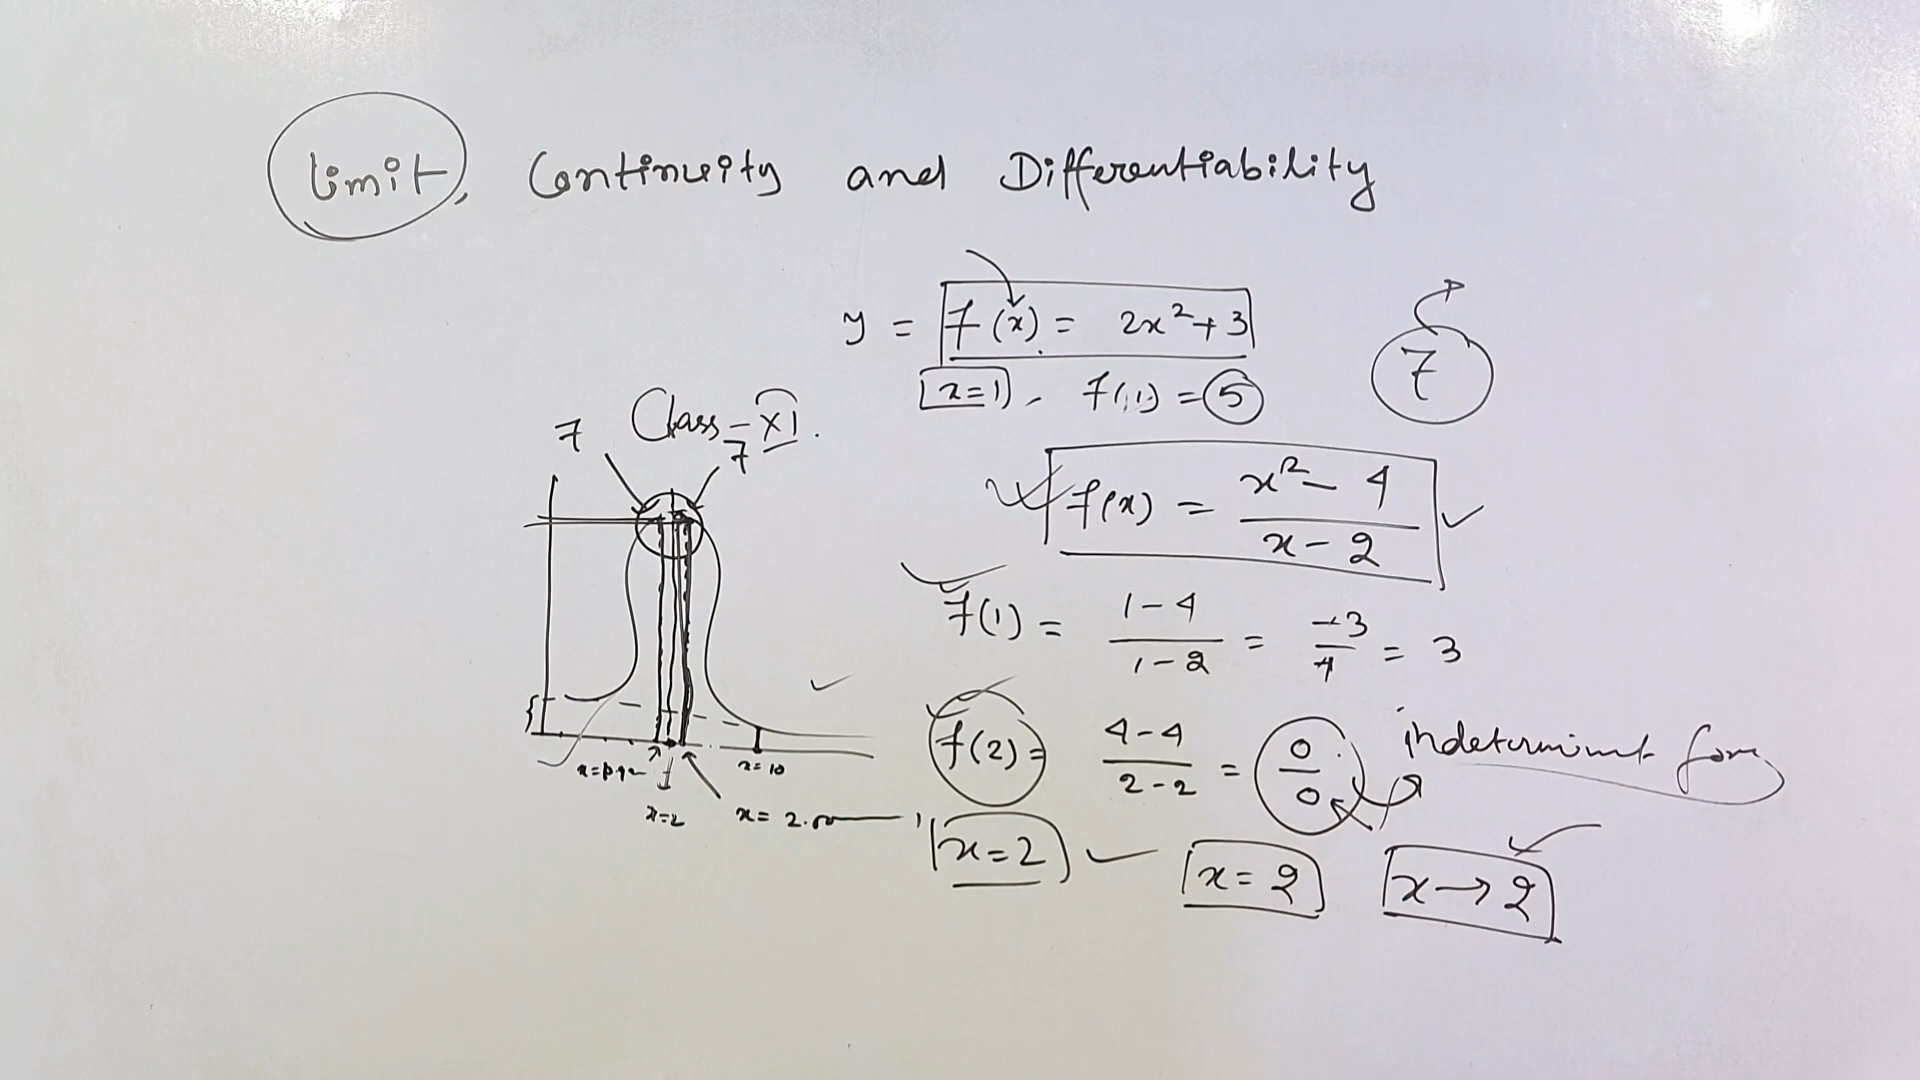 Limit, Continuity and Differentiability
y = f(x) = 2x² + 3
x=1, f(1) = 5
7
Class - XI.
7 7
f(x) = x² - 4 / x - 2
f(1) = 1-4 / 1-2 = -3 / 1 = 3
f(2) = 4-4 / 2-2 = 0 / 0 indeterminant form
x=10
x=2 x= 2.00
x=2 x=2 x→2